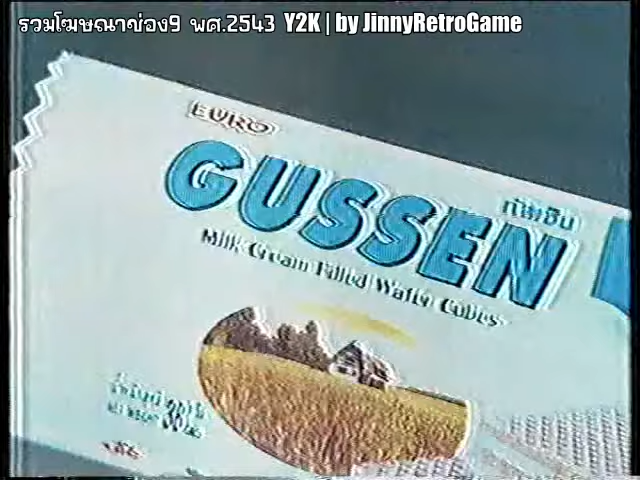 รวมโฆษณาช่อง9 พศ.2543 Y2K | by JinnyRetroGame
EURO
GUSSEN
กัสเซ็น
Milk Cream Filled Wafer Cubes